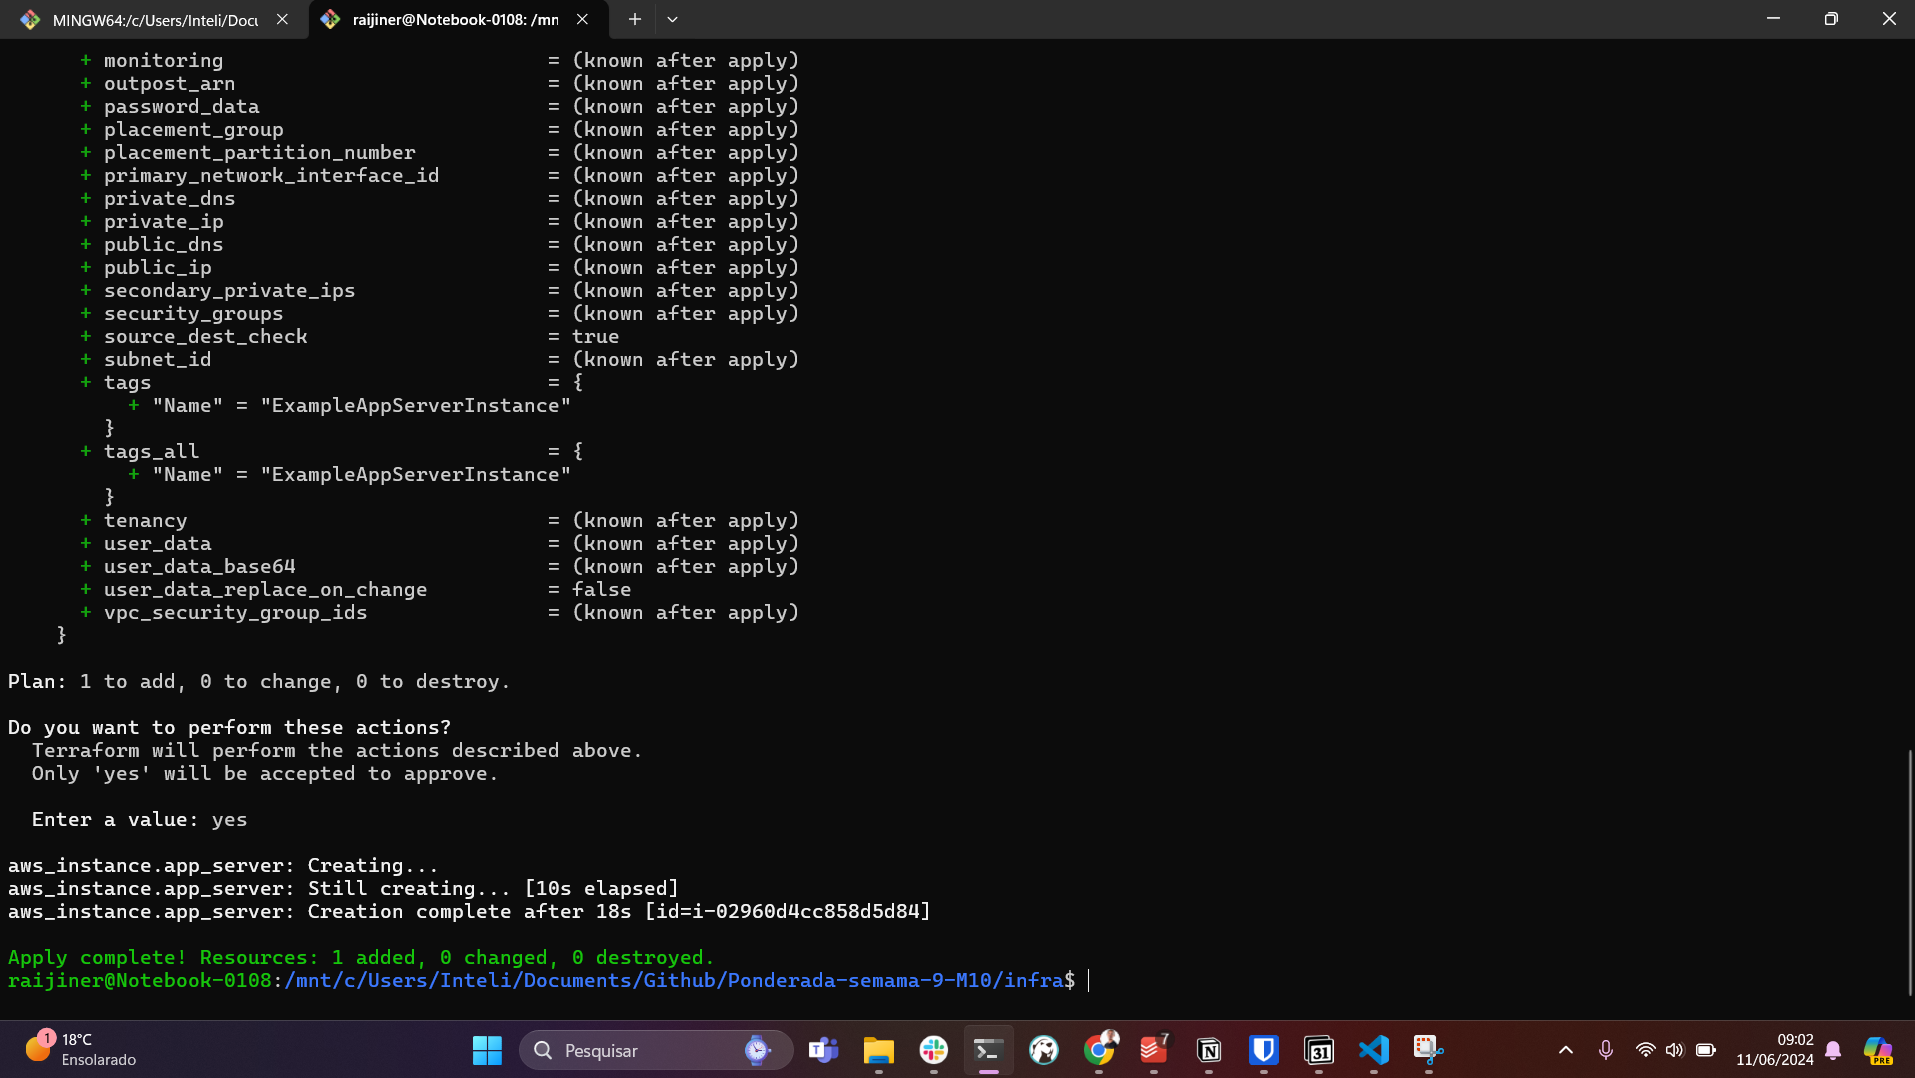 MINGW64:/c/Users/Inteli/Docu
raijiner@Notebook-0108: /mnt
+ monitoring = (known after apply)
+ outpost_arn = (known after apply)
+ password_data = (known after apply)
+ placement_group = (known after apply)
+ placement_partition_number = (known after apply)
+ primary_network_interface_id = (known after apply)
+ private_dns = (known after apply)
+ private_ip = (known after apply)
+ public_dns = (known after apply)
+ public_ip = (known after apply)
+ secondary_private_ips = (known after apply)
+ security_groups = (known after apply)
+ source_dest_check = true
+ subnet_id = (known after apply)
+ tags = {
+ "Name" = "ExampleAppServerInstance"
}
+ tags_all = {
+ "Name" = "ExampleAppServerInstance"
}
+ tenancy = (known after apply)
+ user_data = (known after apply)
+ user_data_base64 = (known after apply)
+ user_data_replace_on_change = false
+ vpc_security_group_ids = (known after apply)
}
Plan: 1 to add, 0 to change, 0 to destroy.
Do you want to perform these actions?
Terraform will perform the actions described above.
Only 'yes' will be accepted to approve.
Enter a value: yes
aws_instance.app_server: Creating...
aws_instance.app_server: Still creating... [10s elapsed]
aws_instance.app_server: Creation complete after 18s [id=i-02960d4cc858d5d84]
Apply complete! Resources: 1 added, 0 changed, 0 destroyed.
raijiner@Notebook-0108:/mnt/c/Users/Inteli/Documents/Github/Ponderada-semama-9-M10/infra$
1
18°C
Ensolarado
Pesquisar
7
31
09:02
11/06/2024
PRE